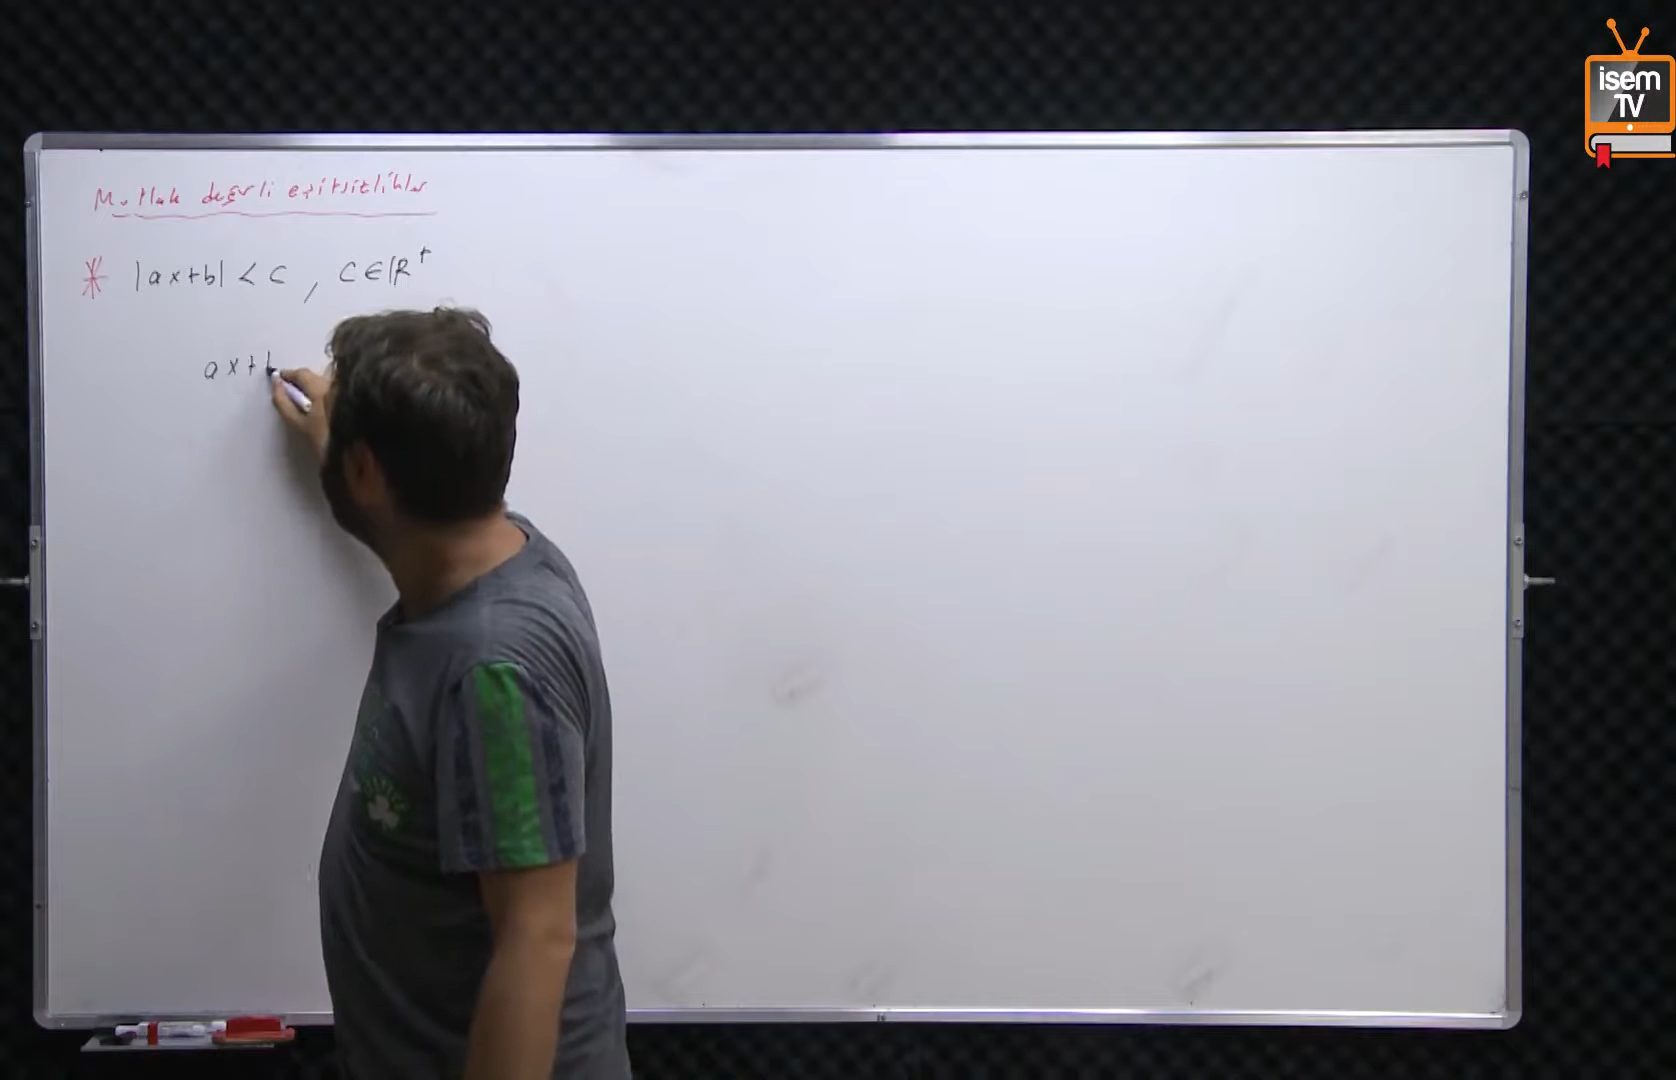 Mutlak değerli eşitsizlikler
* |ax+b| < c , c∈ℝ⁺
ax+b
isem
TV